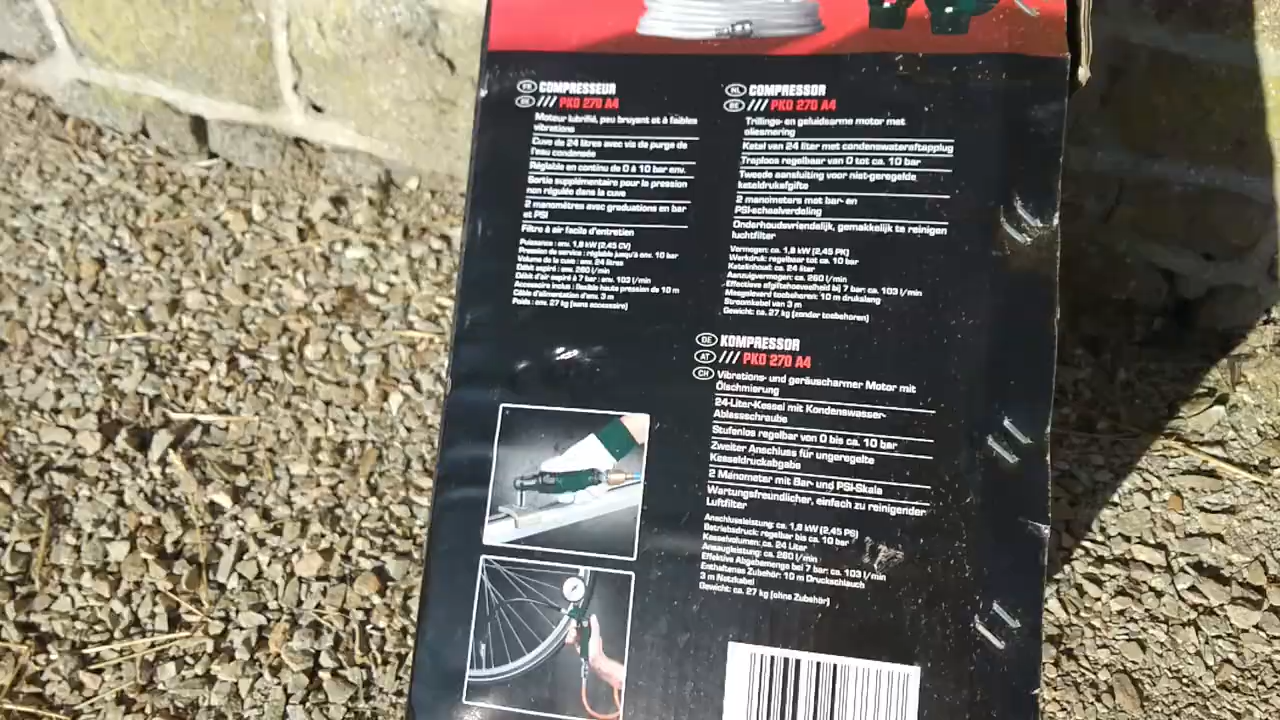 FR COMPRESSEUR
BE /// PKO 270 A4
Moteur lubrifié, peu bruyant et à faibles
vibrations
Cuve de 24 litres avec vis de purge de
l'eau condensée
Réglable en continu de 0 à 10 bar env.
Sortie supplémentaire pour la pression
non régulée dans la cuve
2 manomètres avec graduations en bar
et PSI
Filtre à air facile d'entretien
Puissance : env. 1,8 kW (2,45 CV)
Pression de service : réglable jusqu'à env. 10 bar
Volume de la cuve : env. 24 litres
Débit aspiré : env. 260 l/min
Débit d'air aspiré à 7 bar : env. 103 l/min
Accessoire inclus : flexible haute pression de 10 m
Câble d'alimentation d'env. 3 m
Poids : env. 27 kg (sans accessoire)
NL COMPRESSOR
BE /// PKO 270 A4
Trillings- en geluidsarme motor met
oliesmering
Ketel van 24 liter met condenswateraftapplug
Traploos regelbaar van 0 tot ca. 10 bar
Tweede aansluiting voor niet-geregelde
keteldrukafgifte
2 manometers met bar- en
PSI-schaalverdeling
Onderhoudsvriendelijk, gemakkelijk te reinigen
luchtfilter
Vermogen: ca. 1,8 kW (2,45 PK)
Werkdruk: regelbaar tot ca. 10 bar
Ketelinhoud: ca. 24 liter
Aanzuigvermogen: ca. 260 l/min
Effectieve afgiftehoeveelheid bij 7 bar: ca. 103 l/min
Meegeleverd toebehoren: 10 m drukslang
Stroomkabel van 3 m
Gewicht: ca. 27 kg (zonder toebehoren)
DE KOMPRESSOR
AT /// PKO 270 A4
CH Vibrations- und geräuscharmer Motor mit
Ölschmierung
24-Liter-Kessel mit Kondenswasser-
Ablassschraube
Stufenlos regelbar von 0 bis ca. 10 bar
Zweiter Anschluss für ungeregelte
Kesseldruckabgabe
2 Manometer mit Bar- und PSI-Skala
Wartungsfreundlicher, einfach zu reinigender
Luftfilter
Anschlussleistung: ca. 1,8 kW (2,45 PS)
Betriebsdruck: regelbar bis ca. 10 bar
Kesselvolumen: ca. 24 Liter
Ansaugleistung: ca. 260 l/min
Effektive Abgabemenge bei 7 bar: ca. 103 l/min
Enthaltenes Zubehör: 10 m Druckschlauch
3 m Netzkabel
Gewicht: ca. 27 kg (ohne Zubehör)